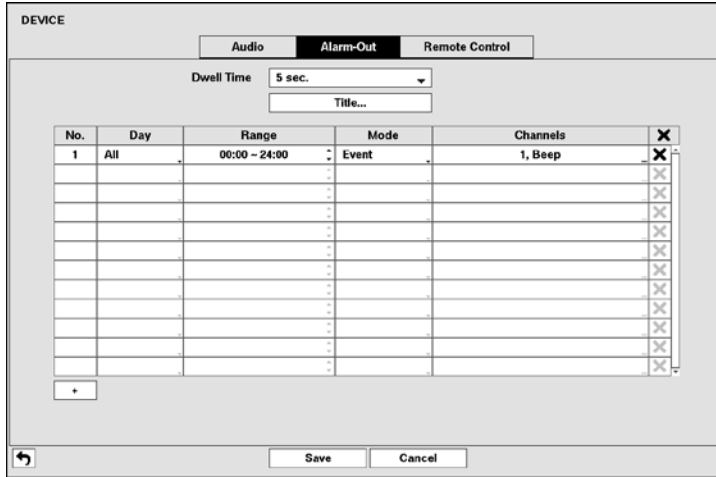 DEVICE
Audio Alarm-Out Remote Control
Dwell Time 5 sec.
Title...
No. Day Range Mode Channels
1 All 00:00 ~ 24:00 Event 1, Beep
+
Save Cancel